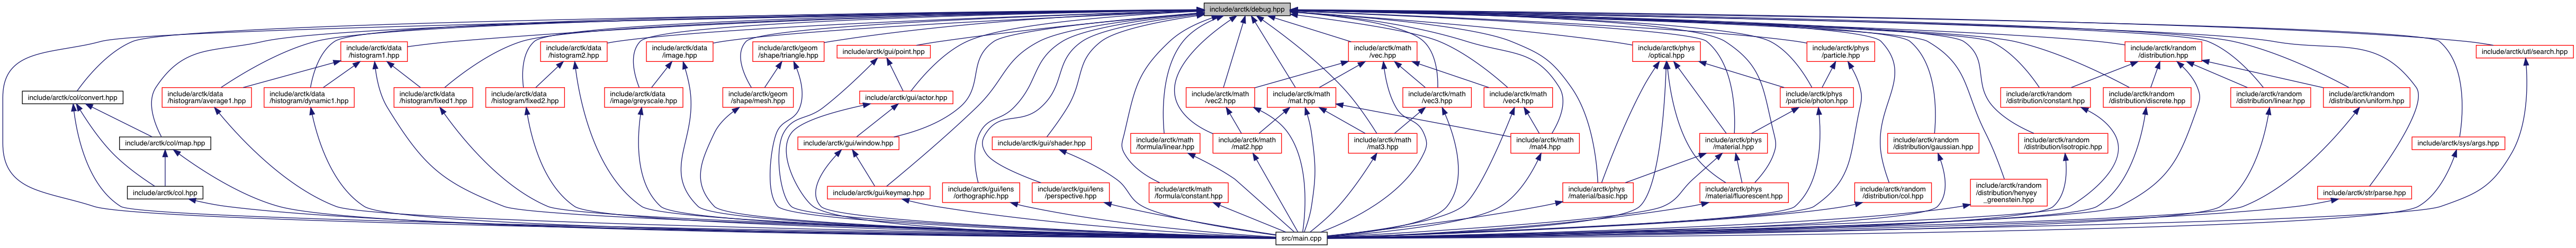 include/arctk/debug.hpp
include/arctk/data
/histogram1.hpp
include/arctk/data
/histogram2.hpp
include/arctk/data
/image.hpp
include/arctk/geom
/shape/triangle.hpp
include/arctk/gui/point.hpp
include/arctk/math
/vec.hpp
include/arctk/phys
/optical.hpp
include/arctk/phys
/particle.hpp
include/arctk/random
/distribution.hpp
include/arctk/utl/search.hpp
include/arctk/col/convert.hpp
include/arctk/data
/histogram/average1.hpp
include/arctk/data
/histogram/dynamic1.hpp
include/arctk/data
/histogram/fixed1.hpp
include/arctk/data
/histogram/fixed2.hpp
include/arctk/data
/image/greyscale.hpp
include/arctk/geom
/shape/mesh.hpp
include/arctk/gui/actor.hpp
include/arctk/math
/vec2.hpp
include/arctk/math
/mat.hpp
include/arctk/math
/vec3.hpp
include/arctk/math
/vec4.hpp
include/arctk/phys
/particle/photon.hpp
include/arctk/random
/distribution/constant.hpp
include/arctk/random
/distribution/discrete.hpp
include/arctk/random
/distribution/linear.hpp
include/arctk/random
/distribution/uniform.hpp
include/arctk/col/map.hpp
include/arctk/gui/window.hpp
include/arctk/gui/shader.hpp
include/arctk/math
/formula/linear.hpp
include/arctk/math
/mat2.hpp
include/arctk/math
/mat3.hpp
include/arctk/math
/mat4.hpp
include/arctk/phys
/material.hpp
include/arctk/random
/distribution/gaussian.hpp
include/arctk/random
/distribution/isotropic.hpp
include/arctk/sys/args.hpp
include/arctk/col.hpp
include/arctk/gui/keymap.hpp
include/arctk/gui/lens
/orthographic.hpp
include/arctk/gui/lens
/perspective.hpp
include/arctk/math
/formula/constant.hpp
include/arctk/phys
/material/basic.hpp
include/arctk/phys
/material/fluorescent.hpp
include/arctk/random
/distribution/col.hpp
include/arctk/random
/distribution/henyey
_greenstein.hpp
include/arctk/str/parse.hpp
src/main.cpp